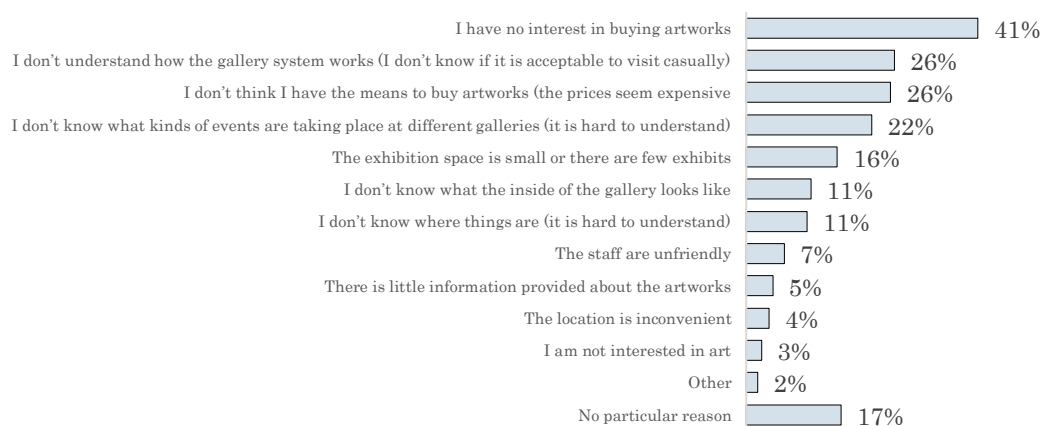 I have no interest in buying artworks 41%
I don't understand how the gallery system works (I don't know if it is acceptable to visit casually) 26%
I don't think I have the means to buy artworks (the prices seem expensive 26%
I don't know what kinds of events are taking place at different galleries (it is hard to understand) 22%
The exhibition space is small or there are few exhibits 16%
I don't know what the inside of the gallery looks like 11%
I don't know where things are (it is hard to understand) 11%
The staff are unfriendly 7%
There is little information provided about the artworks 5%
The location is inconvenient 4%
I am not interested in art 3%
Other 2%
No particular reason 17%